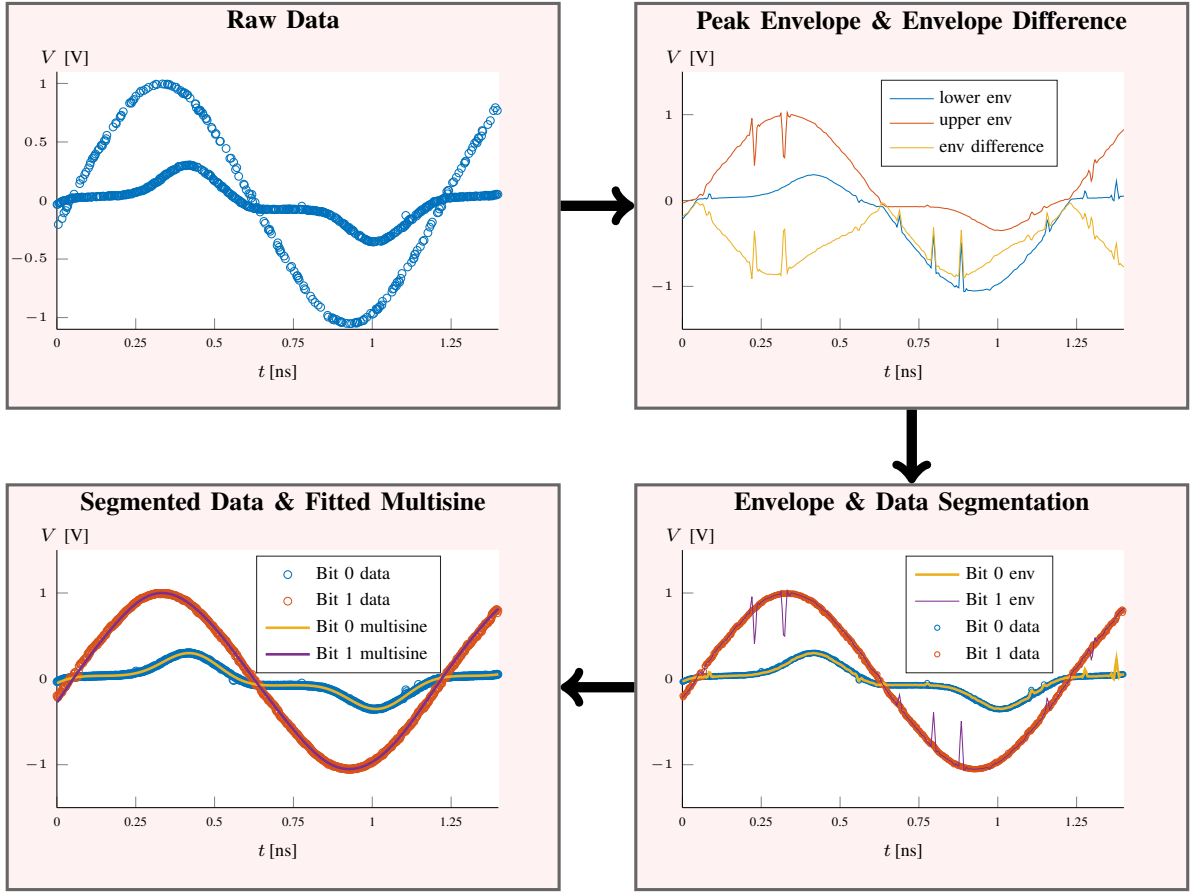 Raw Data
V [V]
1
0.5
0
−0.5
−1
0 0.25 0.5 0.75 1 1.25
t [ns]
Peak Envelope & Envelope Difference
V [V]
lower env
upper env
env difference
1
0
−1
0 0.25 0.5 0.75 1 1.25
t [ns]
Segmented Data & Fitted Multisine
V [V]
Bit 0 data
Bit 1 data
Bit 0 multisine
Bit 1 multisine
1
0
−1
0 0.25 0.5 0.75 1 1.25
t [ns]
Envelope & Data Segmentation
V [V]
Bit 0 env
Bit 1 env
Bit 0 data
Bit 1 data
1
0
−1
0 0.25 0.5 0.75 1 1.25
t [ns]